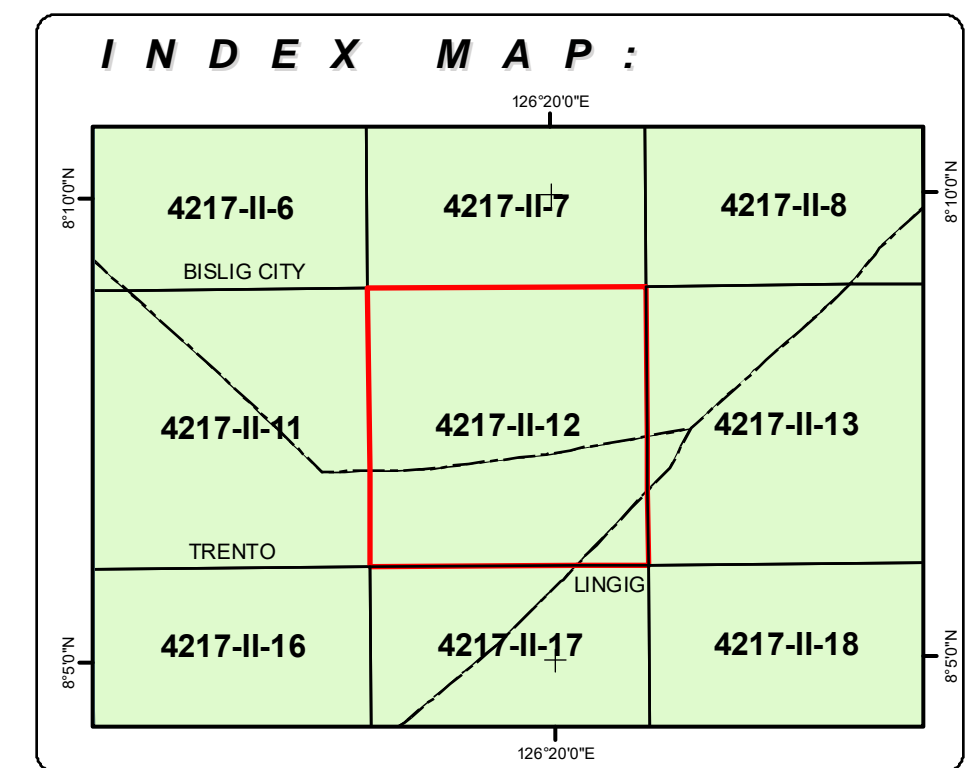 INDEX MAP:
126°20'0"E
4217-II-6
4217-II-7
4217-II-8
8°10'0"N
8°10'0"N
BISLIG CITY
4217-II-11
4217-II-12
4217-II-13
TRENTO
LINGIG
4217-II-16
4217-II-17
4217-II-18
8°5'0"N
8°5'0"N
126°20'0"E